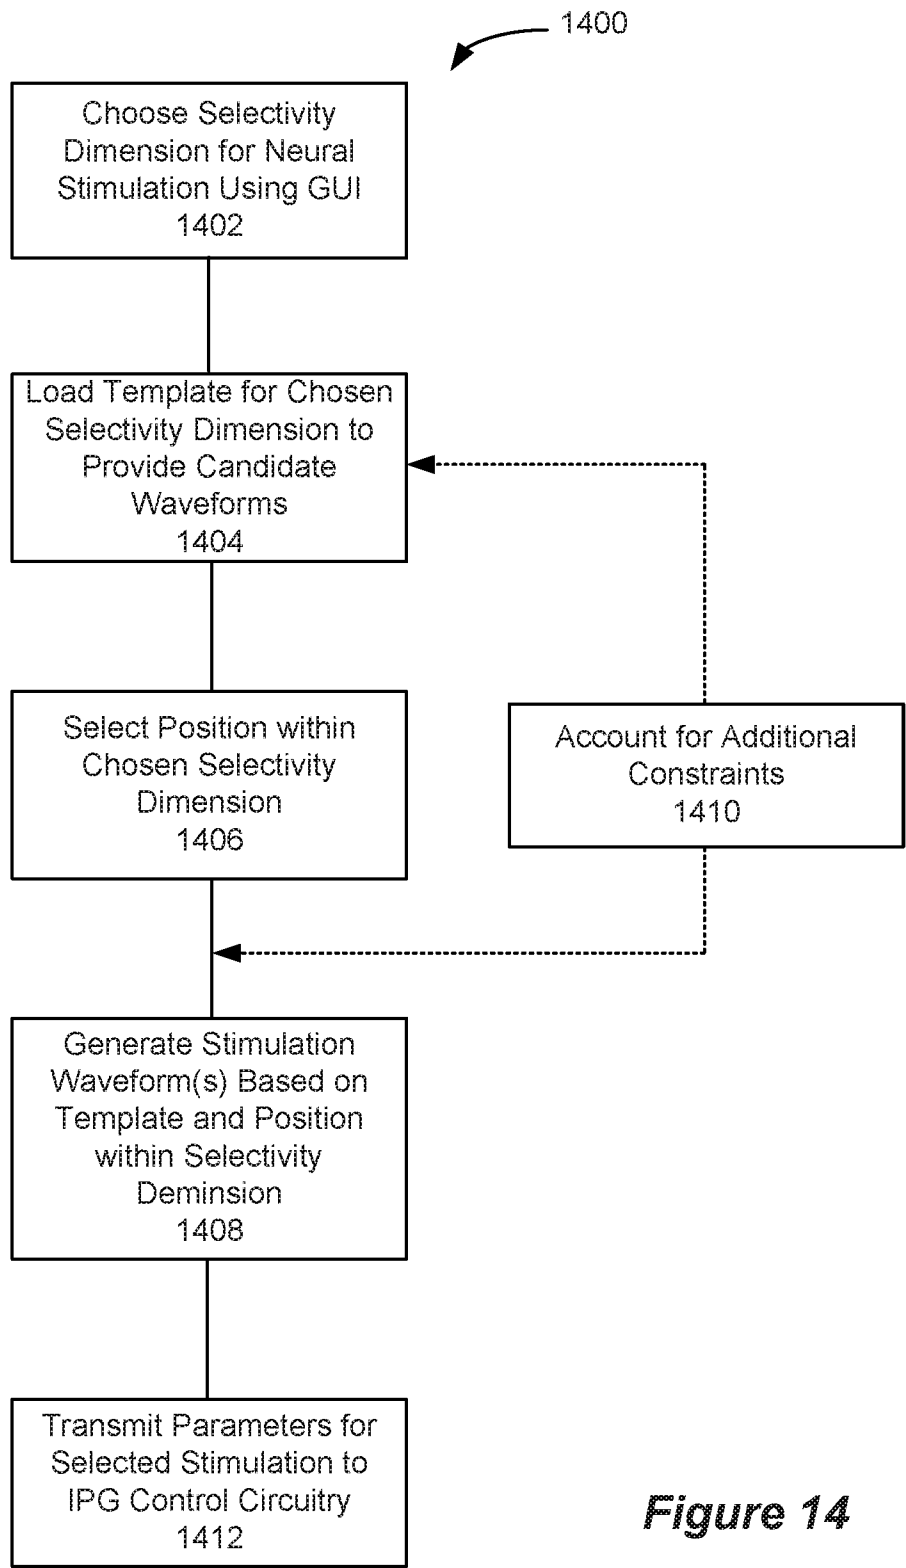 1400
Choose Selectivity
Dimension for Neural
Stimulation Using GUI
1402
Load Template for Chosen
Selectivity Dimension to
Provide Candidate
Waveforms
1404
Select Position within
Chosen Selectivity
Dimension
1406
Account for Additional
Constraints
1410
Generate Stimulation
Waveform(s) Based on
Template and Position
within Selectivity
Deminsion
1408
Transmit Parameters for
Selected Stimulation to
IPG Control Circuitry
1412
Figure 14